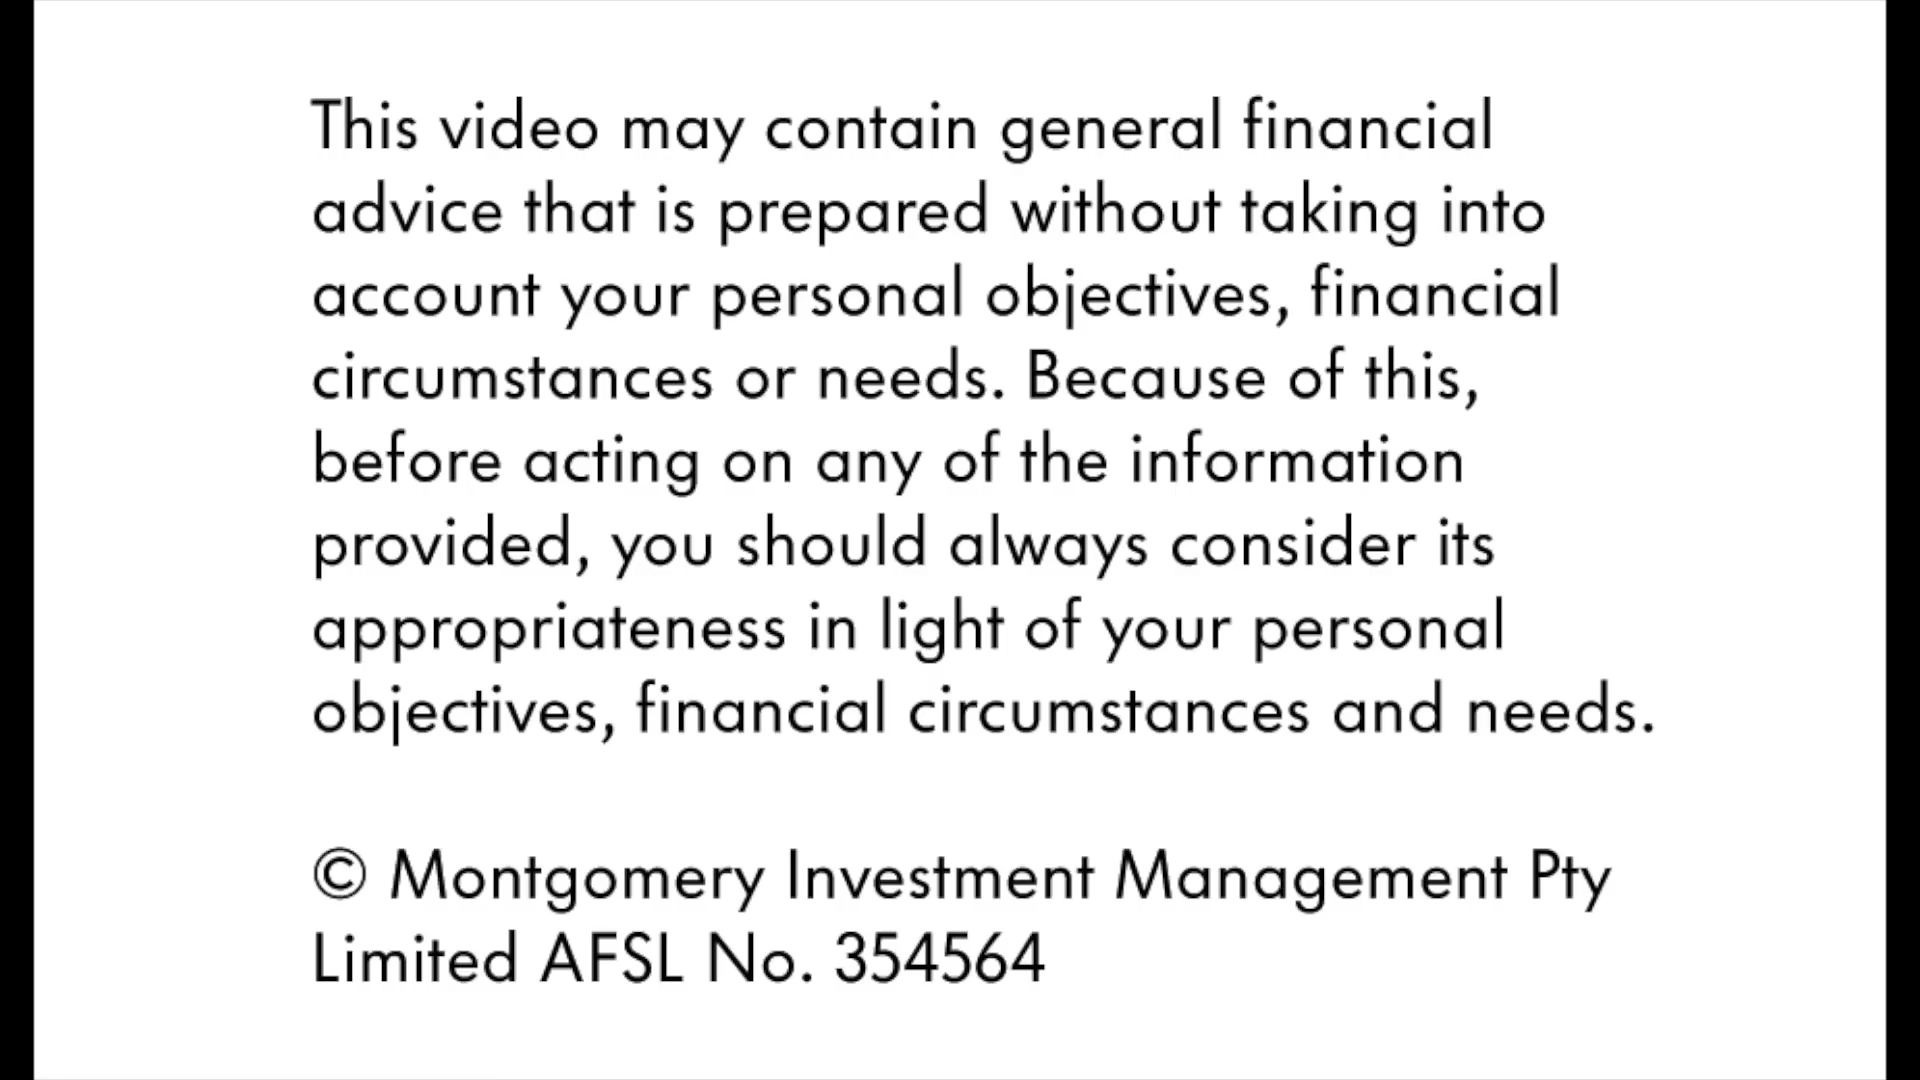 This video may contain general financial
advice that is prepared without taking into
account your personal objectives, financial
circumstances or needs. Because of this,
before acting on any of the information
provided, you should always consider its
appropriateness in light of your personal
objectives, financial circumstances and needs.
© Montgomery Investment Management Pty
Limited AFSL No. 354564